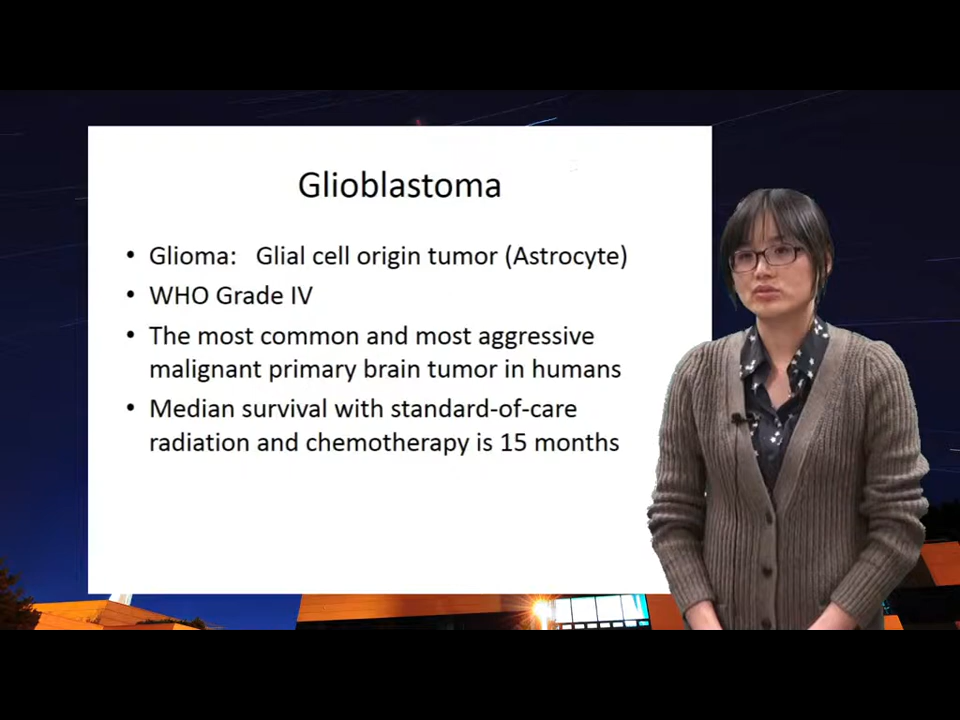 Glioblastoma
• Glioma: Glial cell origin tumor (Astrocyte)
• WHO Grade IV
• The most common and most aggressive
malignant primary brain tumor in humans
• Median survival with standard-of-care
radiation and chemotherapy is 15 months